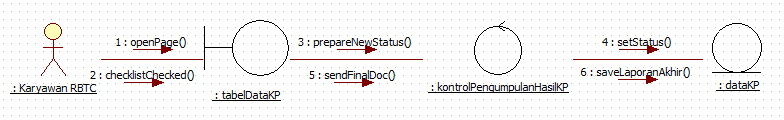 1 : openPage()
2 : checklistChecked()
3 : prepareNewStatus()
5 : sendFinalDoc()
4 : setStatus()
6 : saveLaporanAkhir()
: Karyawan RBTC
: tabelDataKP
: kontrolPengumpulanHasilKP
: dataKP